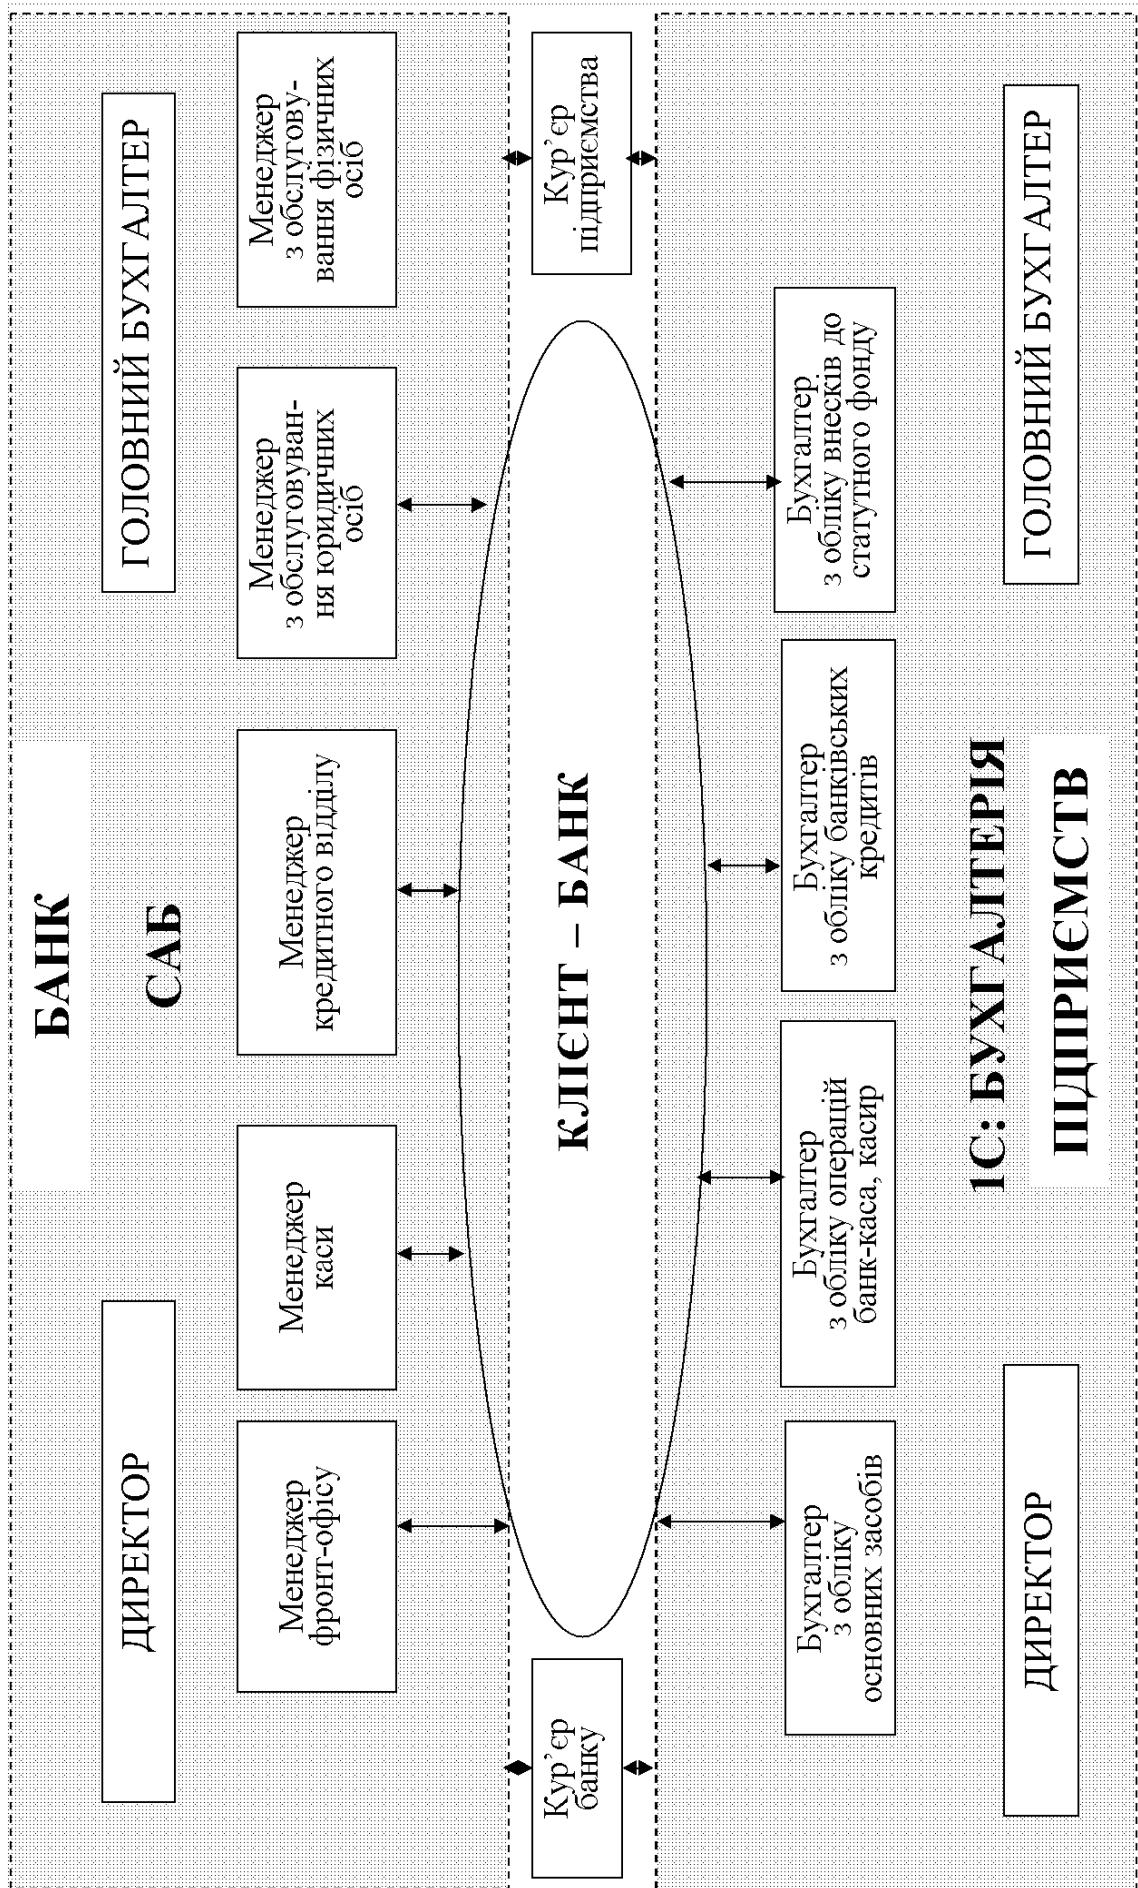 БАНК
САБ
ДИРЕКТОР
ГОЛОВНИЙ БУХГАЛТЕР
Менеджер
фронт-офісу
Менеджер
каси
Менеджер
кредитного відділу
Менеджер
з обслуговуван-
ня юридичних
осіб
Менеджер
з обслугову-
вання фізичних
осіб
Кур’єр
банку
КЛІЄНТ – БАНК
Кур’єр
підприємства
Бухгалтер
з обліку
основних засобів
Бухгалтер
з обліку операцій
банк-каса, касир
Бухгалтер
з обліку банківських
кредитів
Бухгалтер
з обліку внесків до
статутного фонду
1С: БУХГАЛТЕРІЯ
ДИРЕКТОР
ГОЛОВНИЙ БУХГАЛТЕР
ПІДПРИЄМСТВ